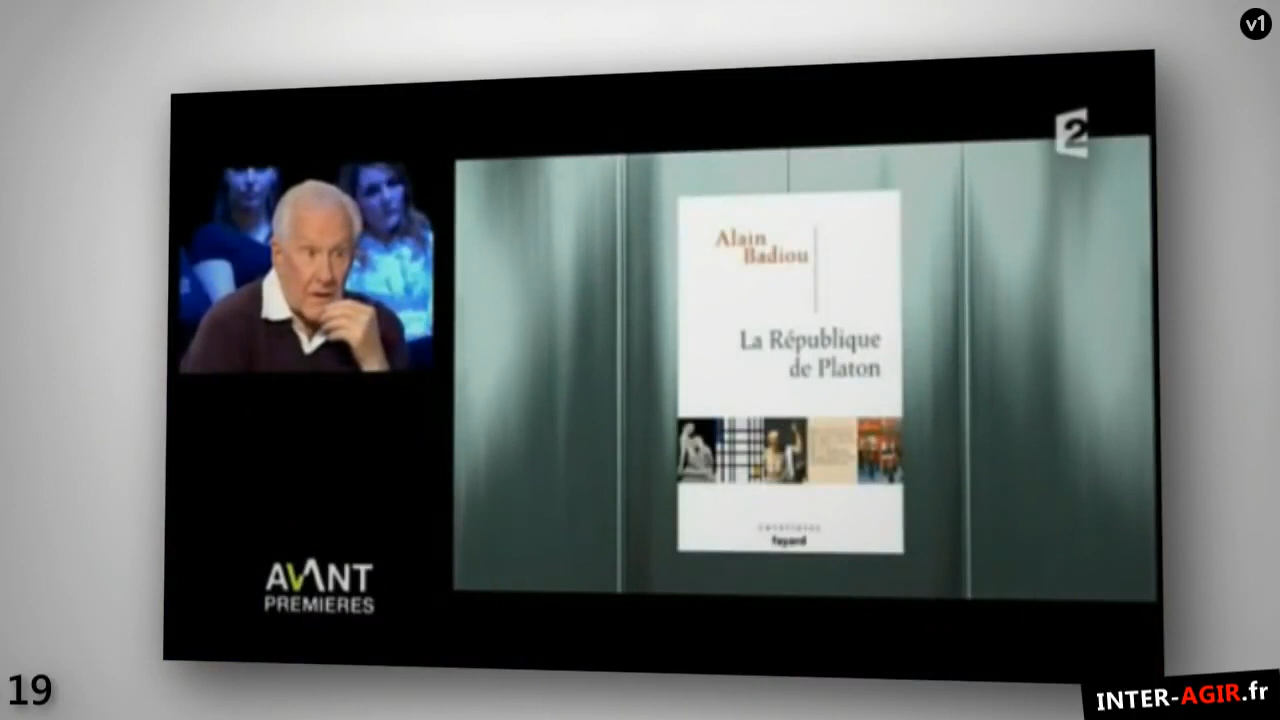 v1
2
Alain
Badiou
La République
de Platon
fayard
AVANT
PREMIERES
19
INTER-AGIR.fr